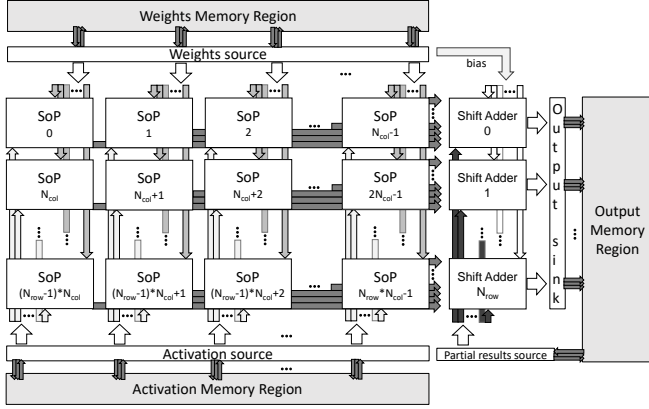 Weights Memory Region
Weights source
bias
...
SoP 0
SoP 1
SoP 2
...
SoP N_col-1
Shift Adder 0
SoP N_col
SoP N_col+1
SoP N_col+2
...
SoP 2N_col-1
Shift Adder 1
Output sink
Output Memory Region
SoP (N_row-1)*N_col
SoP (N_row-1)*N_col+1
SoP (N_row-1)*N_col+2
...
SoP N_row*N_col-1
Shift Adder N_row
...
Activation source
Partial results source
Activation Memory Region